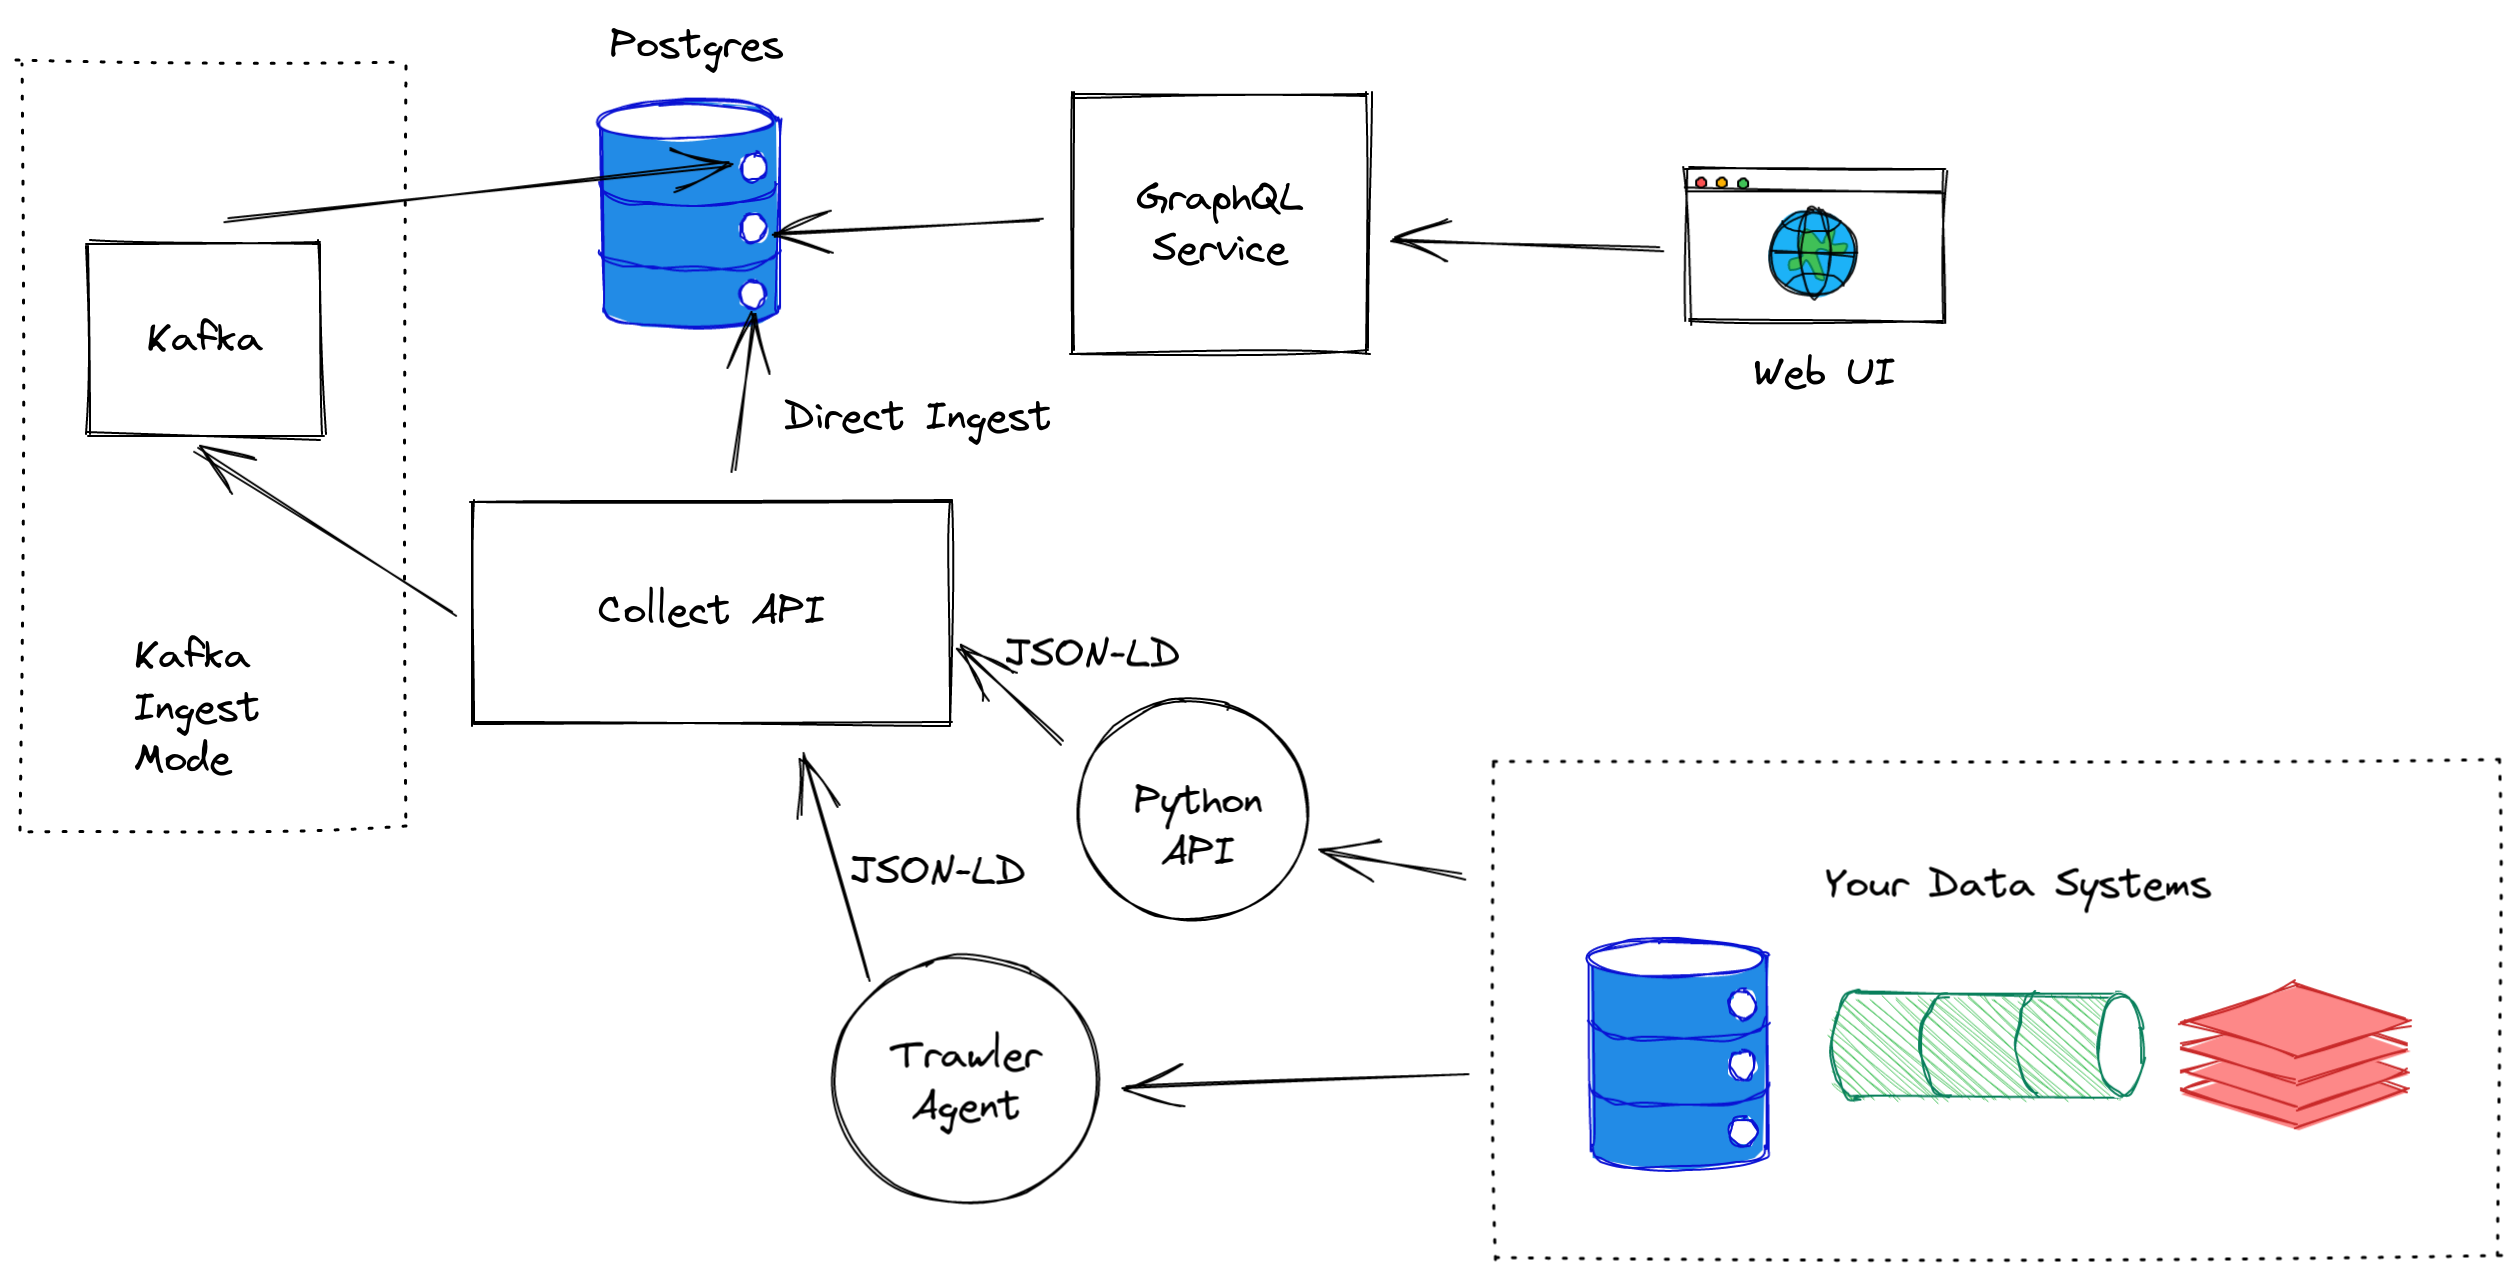 Postgres
GraphQL
Service
Kafka
Web UI
Direct Ingest
Collect API
JSON-LD
Kafka
Ingest
Mode
Python
API
JSON-LD
Your Data Systems
Trawler
Agent